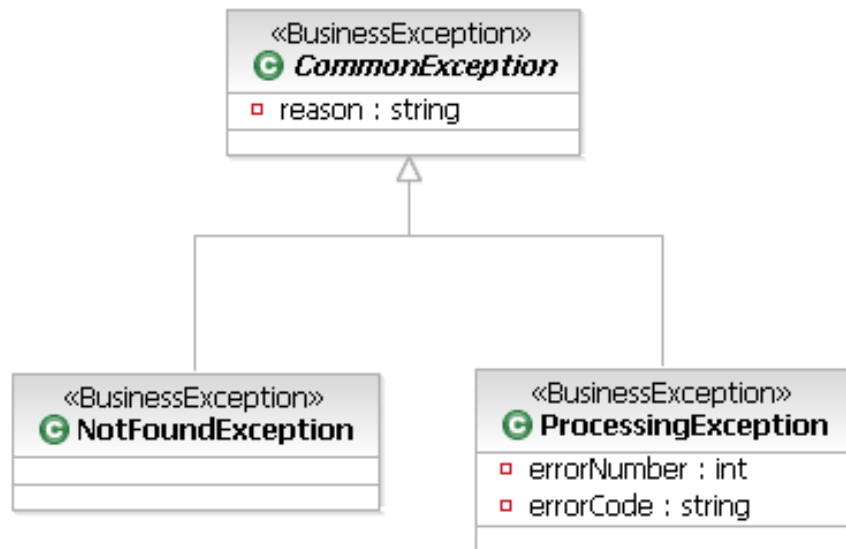 «BusinessException»
CommonException
reason : string
«BusinessException»
NotFoundException
«BusinessException»
ProcessingException
errorNumber : int
errorCode : string